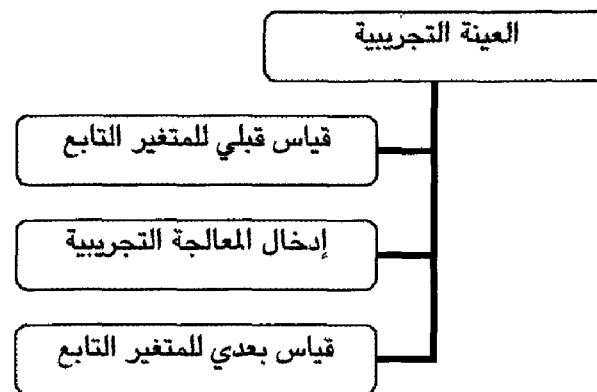 العينة التجريبية
قياس قبلي للمتغير التابع
إدخال المعالجة التجريبية
قياس بعدي للمتغير التابع